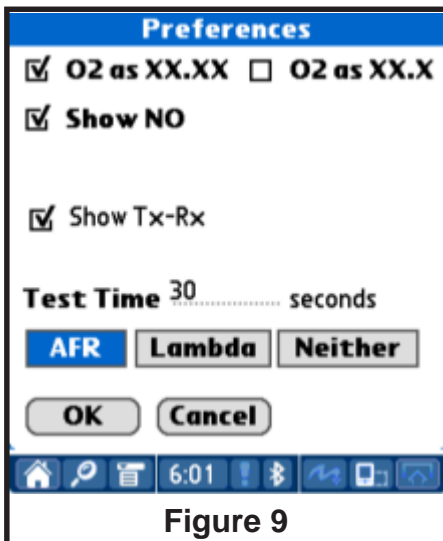 Preferences
O2 as XX.XX O2 as XX.X
Show NO
Show Tx-Rx
Test Time 30 seconds
AFR Lambda Neither
OK Cancel
6:01
Figure 9